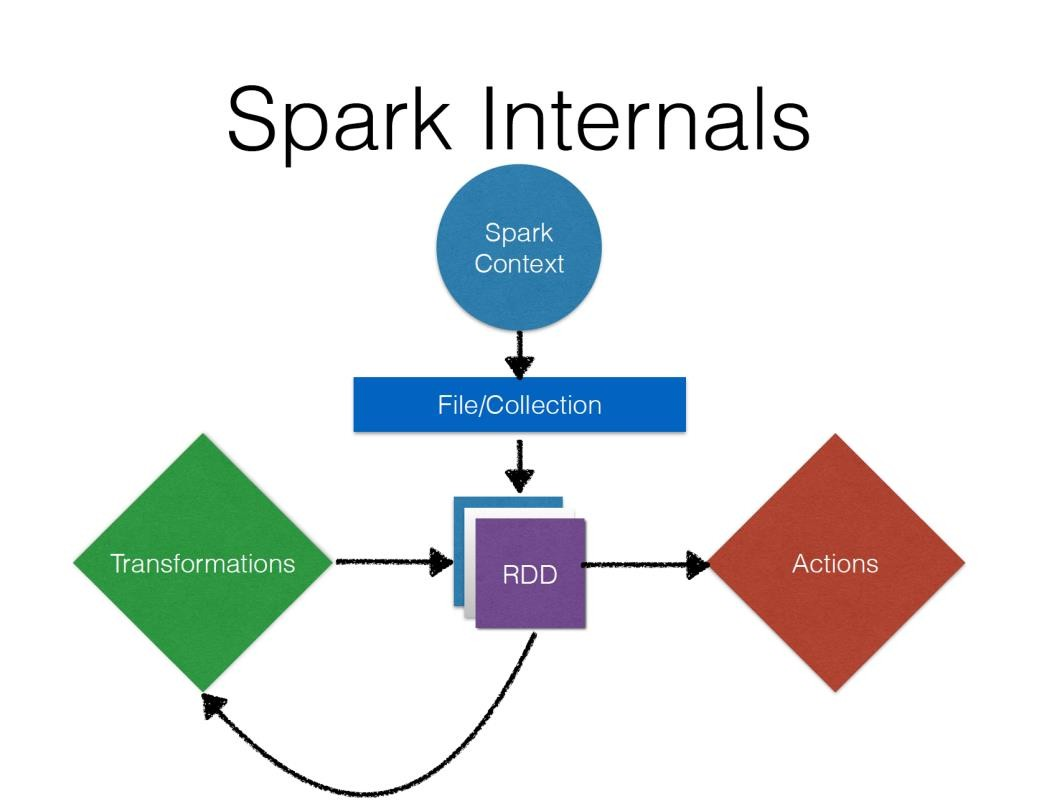 Spark Internals
Spark
Context
File/Collection
Transformations
RDD
Actions